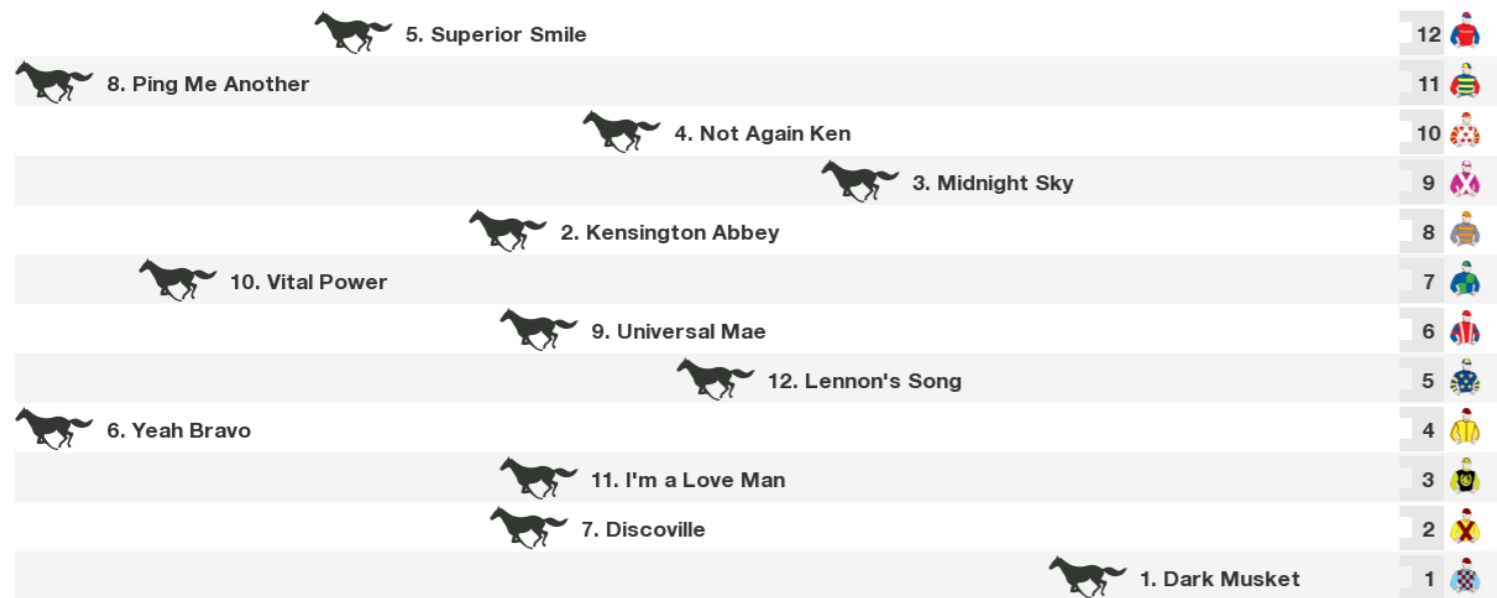 5. Superior Smile 12
8. Ping Me Another 11
4. Not Again Ken 10
3. Midnight Sky 9
2. Kensington Abbey 8
10. Vital Power 7
9. Universal Mae 6
12. Lennon's Song 5
6. Yeah Bravo 4
11. I'm a Love Man 3
7. Discoville 2
1. Dark Musket 1